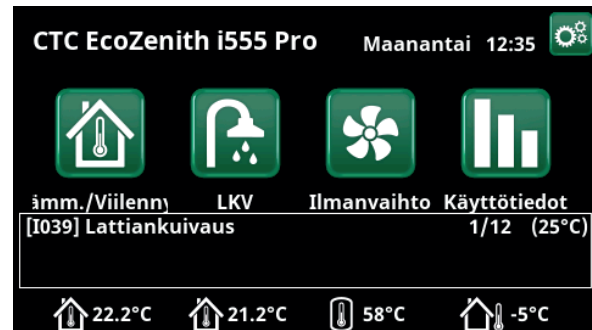 CTC EcoZenith i555 Pro Maanantai 12:35
ämm./Viilenny LKV Ilmanvaihto Käyttötiedot
[I039] Lattiankuivaus 1/12 (25°C)
22.2°C 21.2°C 58°C -5°C